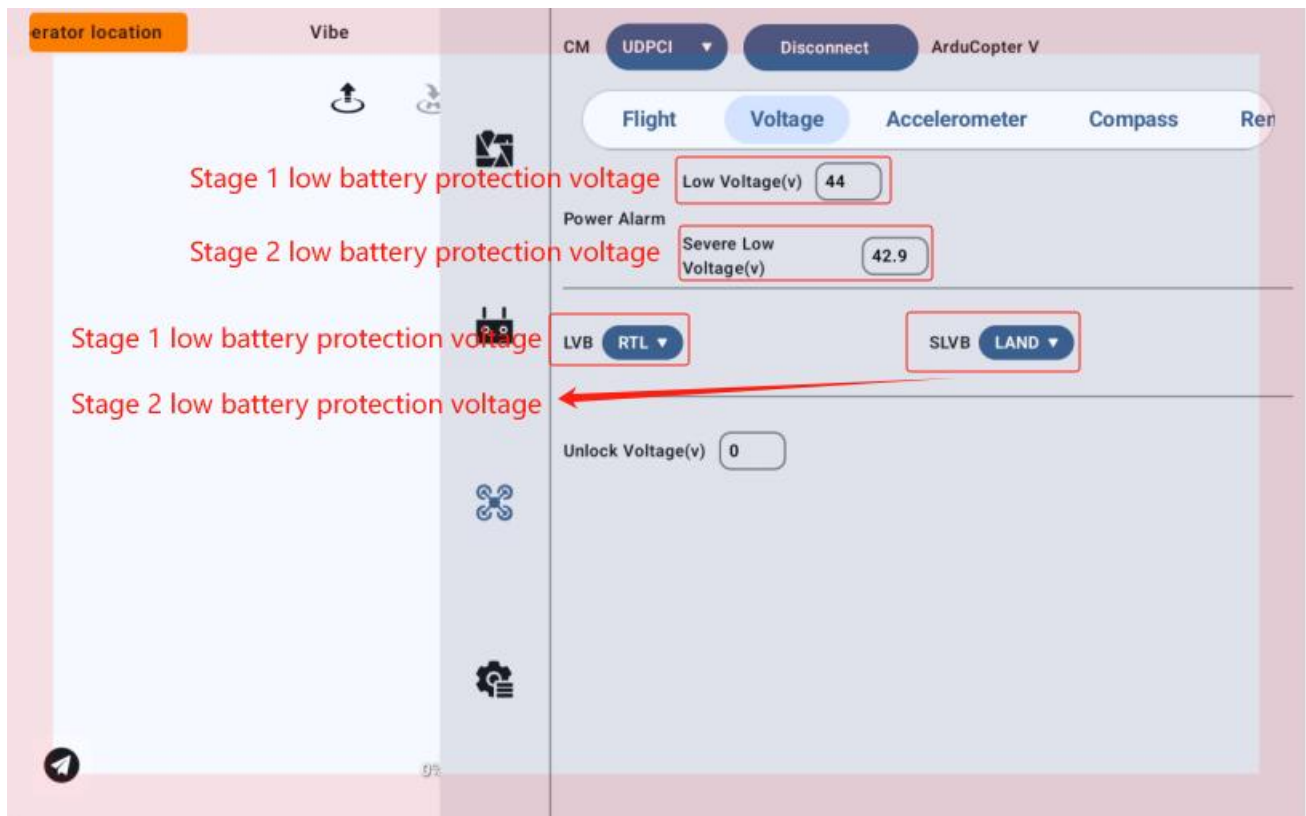 erator location
Vibe
CM UDPCI ▼ Disconnect ArduCopter V
Flight Voltage Accelerometer Compass Rer
Stage 1 low battery protection voltage Low Voltage(v) 44
Power Alarm
Stage 2 low battery protection voltage Severe Low
Voltage(v) 42.9
Stage 1 low battery protection voltage LVB RTL ▼ SLVB LAND ▼
Stage 2 low battery protection voltage
Unlock Voltage(v) 0